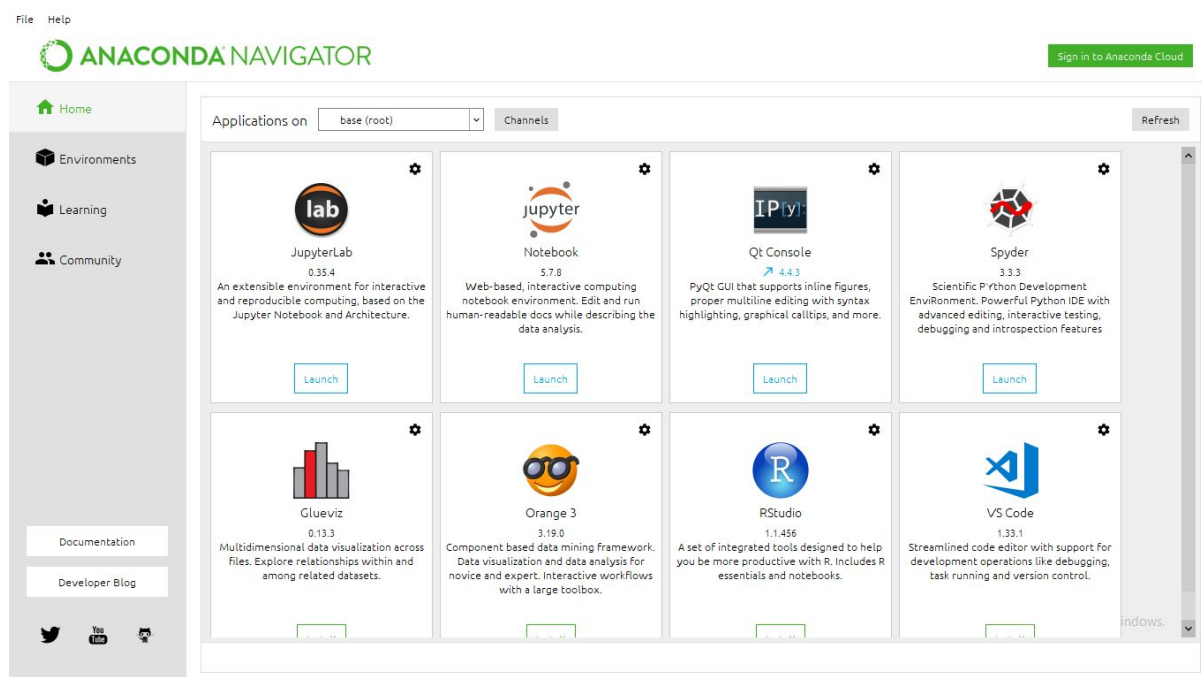 File Help
ANACONDA NAVIGATOR
Sign in to Anaconda Cloud
Home
Environments
Learning
Community
Documentation
Developer Blog
You
Tube
Applications on base (root) Channels Refresh
lab
JupyterLab
0.35.4
An extensible environment for interactive
and reproducible computing, based on the
Jupyter Notebook and Architecture.
Launch
jupyter
Notebook
5.7.8
Web-based, interactive computing
notebook environment. Edit and run
human-readable docs while describing the
data analysis.
Launch
IP[y]:
Qt Console
4.4.3
PyQt GUI that supports inline figures,
proper multiline editing with syntax
highlighting, graphical calltips, and more.
Launch
Spyder
3.3.3
Scientific PYthon Development
EnviRonment. Powerful Python IDE with
advanced editing, interactive testing,
debugging and introspection features
Launch
Glueviz
0.13.3
Multidimensional data visualization across
files. Explore relationships within and
among related datasets.
Orange 3
3.19.0
Component based data mining framework.
Data visualization and data analysis for
novice and expert. Interactive workflows
with a large toolbox.
R
RStudio
1.1.456
A set of integrated tools designed to help
you be more productive with R. Includes R
essentials and notebooks.
VS Code
1.33.1
Streamlined code editor with support for
development operations like debugging,
task running and version control.
indows.